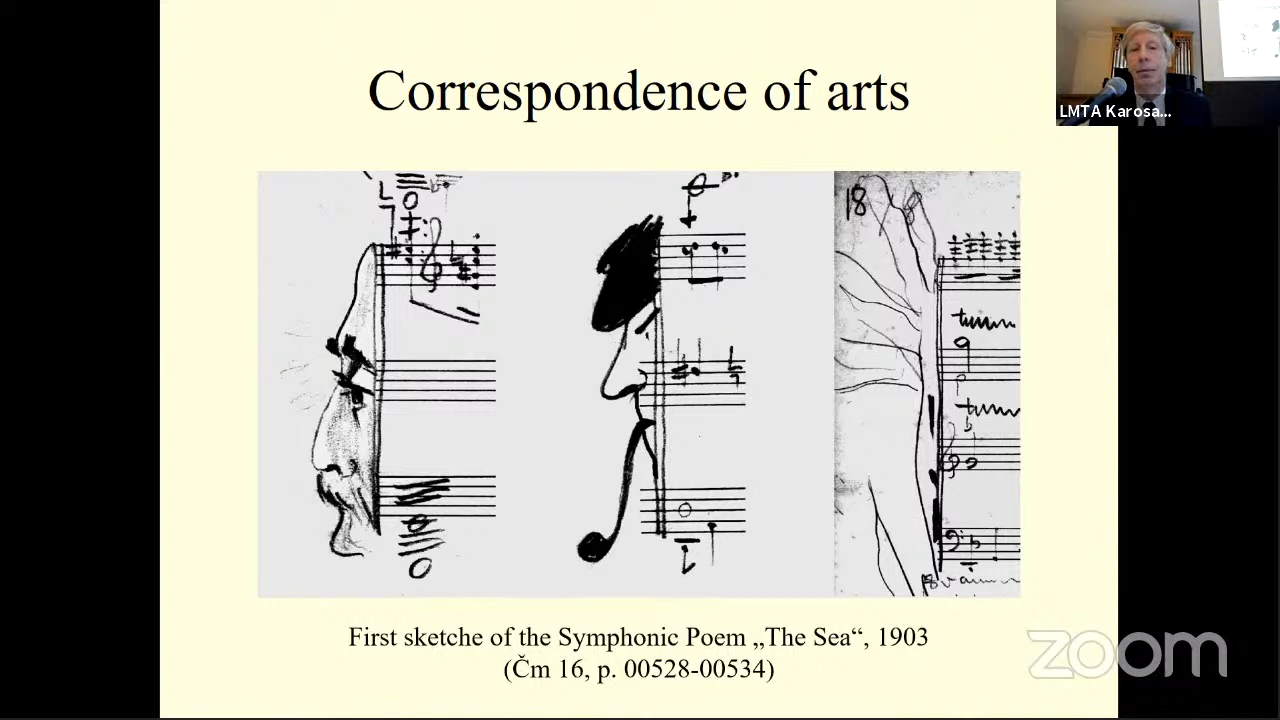 Correspondence of arts
LMTA Karosa...
18
First sketche of the Symphonic Poem „The Sea“, 1903
(Čm 16, p. 00528-00534)
zoom